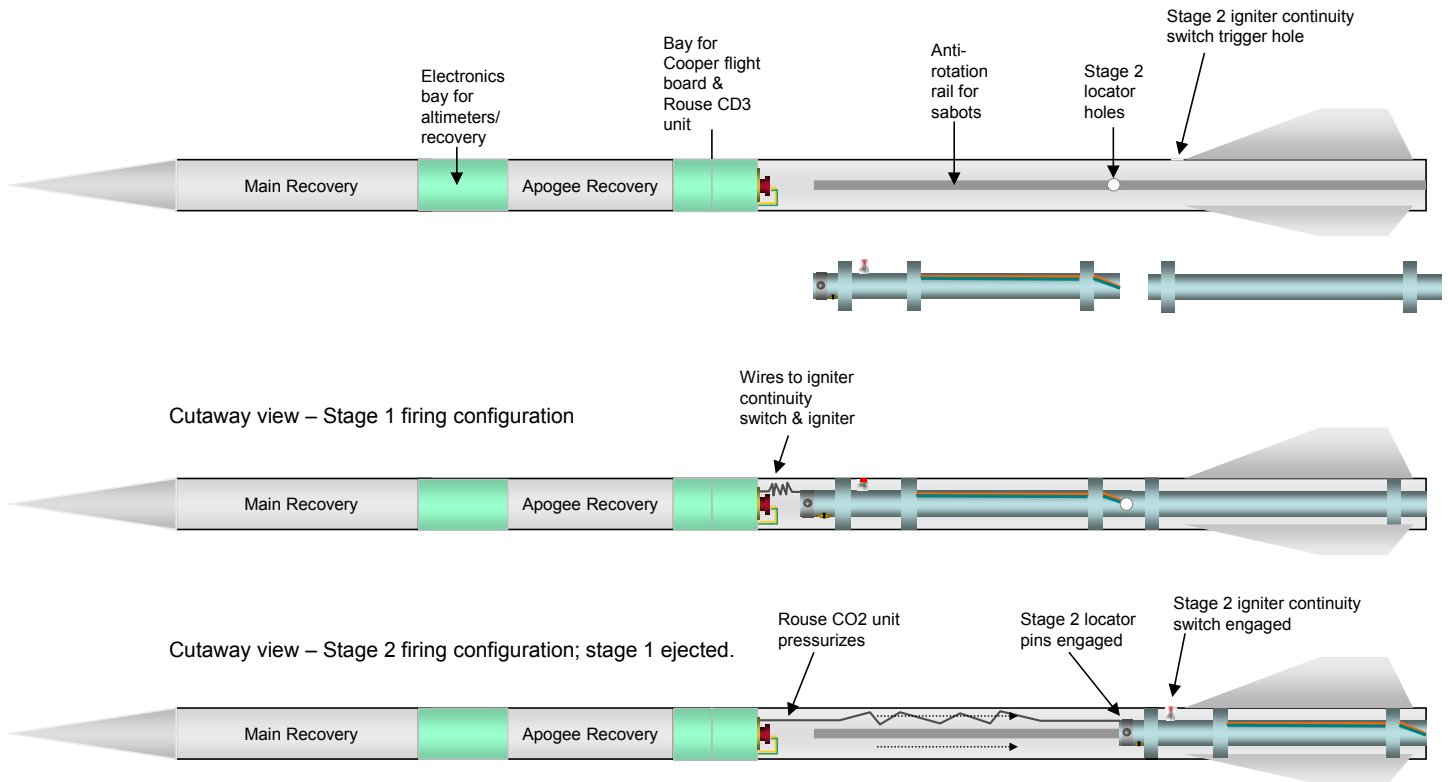 Stage 2 igniter continuity
switch trigger hole
Bay for
Cooper flight
board &
Rouse CD3
unit
Anti-
rotation
rail for
sabots
Stage 2
locator
holes
Electronics
bay for
altimeters/
recovery
Main Recovery
Apogee Recovery
Wires to igniter
continuity
switch & igniter
Cutaway view – Stage 1 firing configuration
Main Recovery
Apogee Recovery
Rouse CO2 unit
pressurizes
Stage 2 locator
pins engaged
Stage 2 igniter continuity
switch engaged
Cutaway view – Stage 2 firing configuration; stage 1 ejected.
Main Recovery
Apogee Recovery